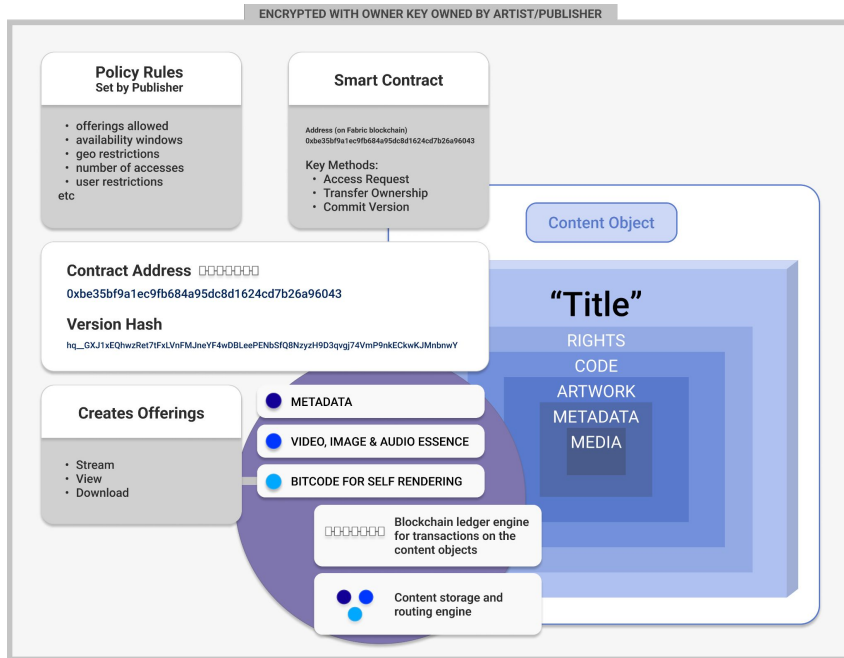 ENCRYPTED WITH OWNER KEY OWNED BY ARTIST/PUBLISHER
Policy Rules
Set by Publisher
• offerings allowed
• availability windows
• geo restrictions
• number of accesses
• user restrictions
etc
Smart Contract
Address (on Fabric blockchain)
0xbe35bf9a1ec9fb684a95dc8d1624cd7b26a96043
Key Methods:
• Access Request
• Transfer Ownership
• Commit Version
Content Object
Contract Address
0xbe35bf9a1ec9fb684a95dc8d1624cd7b26a96043
Version Hash
hq__GXJ1xEQhwzRet7tFxLVnFMJneYF4wDBLeePENbSfQ8NzyzH9D3qvgj74VmP9nkECkwKJMnbnwY
“Title”
RIGHTS
CODE
ARTWORK
METADATA
MEDIA
Creates Offerings
• Stream
• View
• Download
METADATA
VIDEO, IMAGE & AUDIO ESSENCE
BITCODE FOR SELF RENDERING
Blockchain ledger engine
for transactions on the
content objects
Content storage and
routing engine